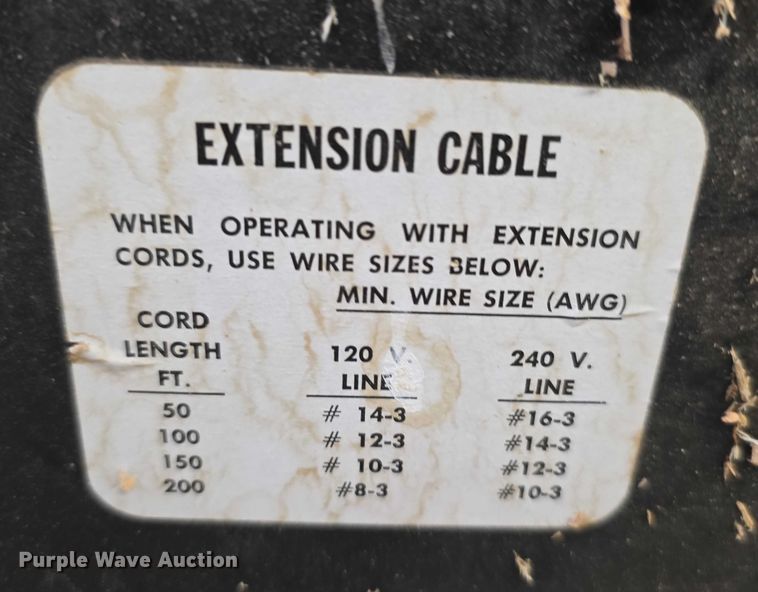 EXTENSION CABLE
WHEN OPERATING WITH EXTENSION
CORDS, USE WIRE SIZES BELOW:
MIN. WIRE SIZE (AWG)
CORD
LENGTH 120 V. 240 V.
FT. LINE LINE
50 # 14-3 #16-3
100 # 12-3 #14-3
150 # 10-3 #12-3
200 #8-3 #10-3
Purple Wave Auction